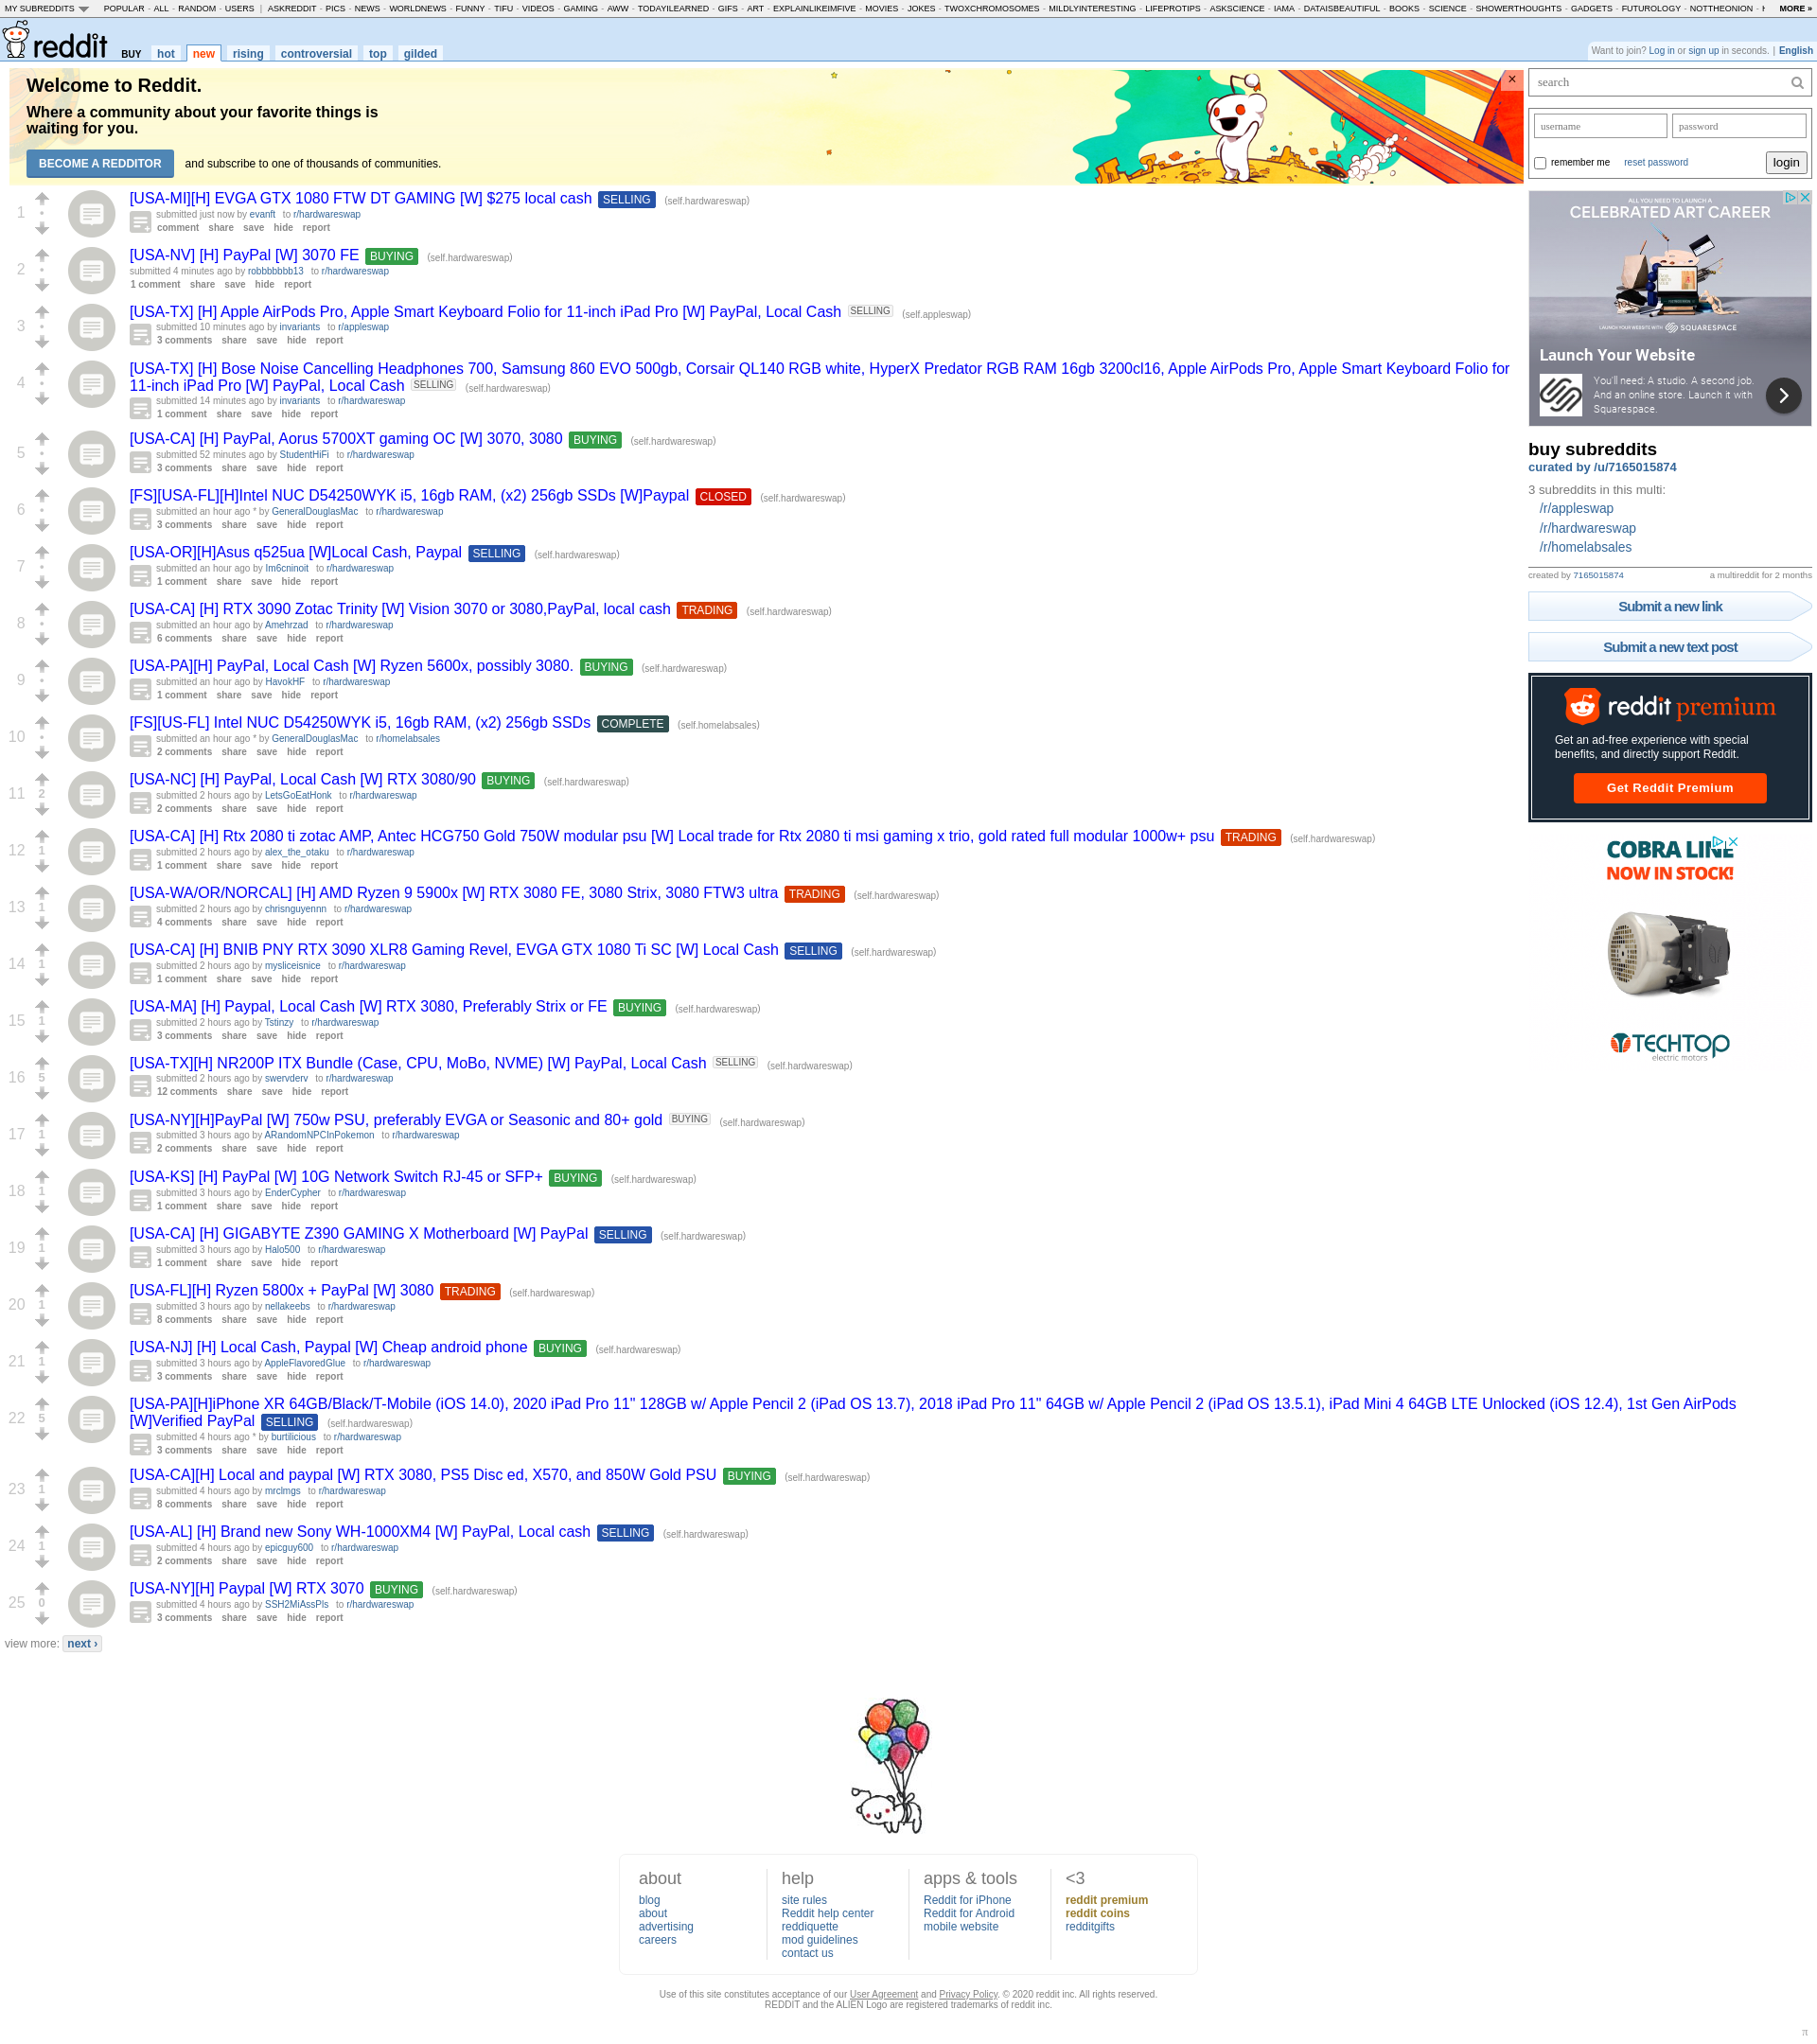 MY SUBREDDITS POPULAR - ALL - RANDOM - USERS | ASKREDDIT - PICS - NEWS - WORLDNEWS - FUNNY - TIFU - VIDEOS - GAMING - AWW - TODAYILEARNED - GIFS - ART - EXPLAINLIKEIMFIVE - MOVIES - JOKES - TWOXCHROMOSOMES - MILDLYINTERESTING - LIFEPROTIPS - ASKSCIENCE - IAMA - DATAISBEAUTIFUL - BOOKS - SCIENCE - SHOWERTHOUGHTS - GADGETS - FUTUROLOGY - NOTTHEONION - MORE »
reddit BUY hot new rising controversial top gilded
Want to join? Log in or sign up in seconds. | English
Welcome to Reddit.
Where a community about your favorite things is
waiting for you.
BECOME A REDDITOR and subscribe to one of thousands of communities.
1
[USA-MI][H] EVGA GTX 1080 FTW DT GAMING [W] $275 local cash SELLING (self.hardwareswap)
submitted just now by evanft to r/hardwareswap
comment share save hide report
2
[USA-NV] [H] PayPal [W] 3070 FE BUYING (self.hardwareswap)
submitted 4 minutes ago by robbbbbbb13 to r/hardwareswap
1 comment share save hide report
3
[USA-TX] [H] Apple AirPods Pro, Apple Smart Keyboard Folio for 11-inch iPad Pro [W] PayPal, Local Cash SELLING (self.appleswap)
submitted 10 minutes ago by invariants to r/appleswap
3 comments share save hide report
4
[USA-TX] [H] Bose Noise Cancelling Headphones 700, Samsung 860 EVO 500gb, Corsair QL140 RGB white, HyperX Predator RGB RAM 16gb 3200cl16, Apple AirPods Pro, Apple Smart Keyboard Folio for
11-inch iPad Pro [W] PayPal, Local Cash SELLING (self.hardwareswap)
submitted 14 minutes ago by invariants to r/hardwareswap
1 comment share save hide report
5
[USA-CA] [H] PayPal, Aorus 5700XT gaming OC [W] 3070, 3080 BUYING (self.hardwareswap)
submitted 52 minutes ago by StudentHiFi to r/hardwareswap
3 comments share save hide report
6
[FS][USA-FL][H]Intel NUC D54250WYK i5, 16gb RAM, (x2) 256gb SSDs [W]Paypal CLOSED (self.hardwareswap)
submitted an hour ago * by GeneralDouglasMac to r/hardwareswap
3 comments share save hide report
7
[USA-OR][H]Asus q525ua [W]Local Cash, Paypal SELLING (self.hardwareswap)
submitted an hour ago by Im6cninoit to r/hardwareswap
1 comment share save hide report
8
[USA-CA] [H] RTX 3090 Zotac Trinity [W] Vision 3070 or 3080,PayPal, local cash TRADING (self.hardwareswap)
submitted an hour ago by Amehrzad to r/hardwareswap
6 comments share save hide report
9
[USA-PA][H] PayPal, Local Cash [W] Ryzen 5600x, possibly 3080. BUYING (self.hardwareswap)
submitted an hour ago by HavokHF to r/hardwareswap
1 comment share save hide report
10
[FS][US-FL] Intel NUC D54250WYK i5, 16gb RAM, (x2) 256gb SSDs COMPLETE (self.homelabsales)
submitted an hour ago * by GeneralDouglasMac to r/homelabsales
2 comments share save hide report
11 2
[USA-NC] [H] PayPal, Local Cash [W] RTX 3080/90 BUYING (self.hardwareswap)
submitted 2 hours ago by LetsGoEatHonk to r/hardwareswap
2 comments share save hide report
12 1
[USA-CA] [H] Rtx 2080 ti zotac AMP, Antec HCG750 Gold 750W modular psu [W] Local trade for Rtx 2080 ti msi gaming x trio, gold rated full modular 1000w+ psu TRADING (self.hardwareswap)
submitted 2 hours ago by alex_the_otaku to r/hardwareswap
1 comment share save hide report
13 1
[USA-WA/OR/NORCAL] [H] AMD Ryzen 9 5900x [W] RTX 3080 FE, 3080 Strix, 3080 FTW3 ultra TRADING (self.hardwareswap)
submitted 2 hours ago by chrisnguyennn to r/hardwareswap
4 comments share save hide report
14 1
[USA-CA] [H] BNIB PNY RTX 3090 XLR8 Gaming Revel, EVGA GTX 1080 Ti SC [W] Local Cash SELLING (self.hardwareswap)
submitted 2 hours ago by mysliceisnice to r/hardwareswap
1 comment share save hide report
15 1
[USA-MA] [H] Paypal, Local Cash [W] RTX 3080, Preferably Strix or FE BUYING (self.hardwareswap)
submitted 2 hours ago by Tstinzy to r/hardwareswap
3 comments share save hide report
16 5
[USA-TX][H] NR200P ITX Bundle (Case, CPU, MoBo, NVME) [W] PayPal, Local Cash SELLING (self.hardwareswap)
submitted 2 hours ago by swervderv to r/hardwareswap
12 comments share save hide report
17 1
[USA-NY][H]PayPal [W] 750w PSU, preferably EVGA or Seasonic and 80+ gold BUYING (self.hardwareswap)
submitted 3 hours ago by ARandomNPCInPokemon to r/hardwareswap
2 comments share save hide report
18 1
[USA-KS] [H] PayPal [W] 10G Network Switch RJ-45 or SFP+ BUYING (self.hardwareswap)
submitted 3 hours ago by EnderCypher to r/hardwareswap
1 comment share save hide report
19 1
[USA-CA] [H] GIGABYTE Z390 GAMING X Motherboard [W] PayPal SELLING (self.hardwareswap)
submitted 3 hours ago by Halo500 to r/hardwareswap
1 comment share save hide report
20 1
[USA-FL][H] Ryzen 5800x + PayPal [W] 3080 TRADING (self.hardwareswap)
submitted 3 hours ago by nellakeebs to r/hardwareswap
8 comments share save hide report
21 1
[USA-NJ] [H] Local Cash, Paypal [W] Cheap android phone BUYING (self.hardwareswap)
submitted 3 hours ago by AppleFlavoredGlue to r/hardwareswap
3 comments share save hide report
22 5
[USA-PA][H]iPhone XR 64GB/Black/T-Mobile (iOS 14.0), 2020 iPad Pro 11" 128GB w/ Apple Pencil 2 (iPad OS 13.7), 2018 iPad Pro 11" 64GB w/ Apple Pencil 2 (iPad OS 13.5.1), iPad Mini 4 64GB LTE Unlocked (iOS 12.4), 1st Gen AirPods
[W]Verified PayPal SELLING (self.hardwareswap)
submitted 4 hours ago * by burtilicious to r/hardwareswap
3 comments share save hide report
23 1
[USA-CA][H] Local and paypal [W] RTX 3080, PS5 Disc ed, X570, and 850W Gold PSU BUYING (self.hardwareswap)
submitted 4 hours ago by mrclmgs to r/hardwareswap
8 comments share save hide report
24 1
[USA-AL] [H] Brand new Sony WH-1000XM4 [W] PayPal, Local cash SELLING (self.hardwareswap)
submitted 4 hours ago by epicguy600 to r/hardwareswap
2 comments share save hide report
25 0
[USA-NY][H] Paypal [W] RTX 3070 BUYING (self.hardwareswap)
submitted 4 hours ago by SSH2MiAssPls to r/hardwareswap
3 comments share save hide report
view more: next ›
search
username password
remember me reset password login
ALL YOU NEED TO LAUNCH A
CELEBRATED ART CAREER
LAUNCH YOUR WEBSITE WITH SQUARESPACE
Launch Your Website
You'll need: A studio. A second job.
And an online store. Launch it with
Squarespace.
buy subreddits
curated by /u/7165015874
3 subreddits in this multi:
/r/appleswap
/r/hardwareswap
/r/homelabsales
created by 7165015874 a multireddit for 2 months
Submit a new link
Submit a new text post
reddit premium
Get an ad-free experience with special
benefits, and directly support Reddit.
Get Reddit Premium
COBRA LINE
NOW IN STOCK!
TECHTOP
electric motors
about
blog
about
advertising
careers
help
site rules
Reddit help center
reddiquette
mod guidelines
contact us
apps & tools
Reddit for iPhone
Reddit for Android
mobile website
<3
reddit premium
reddit coins
redditgifts
Use of this site constitutes acceptance of our User Agreement and Privacy Policy. © 2020 reddit inc. All rights reserved.
REDDIT and the ALIEN Logo are registered trademarks of reddit inc.
π